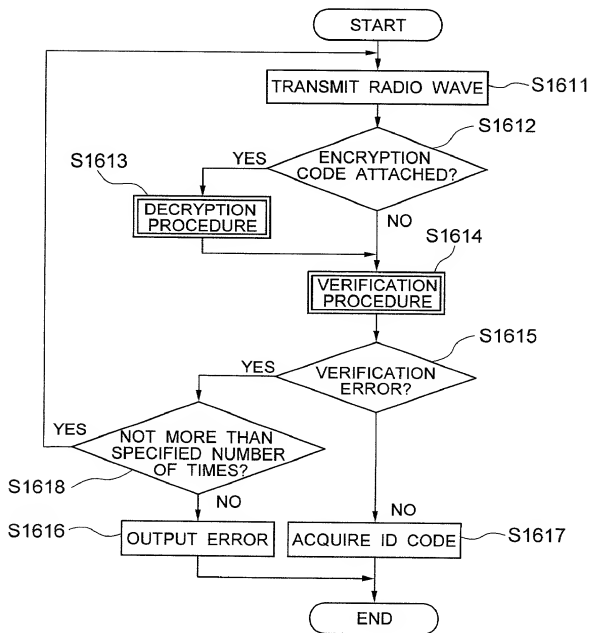 START
TRANSMIT RADIO WAVE
S1611
S1612
ENCRYPTION
CODE ATTACHED?
YES
S1613
DECRYPTION
PROCEDURE
NO
S1614
VERIFICATION
PROCEDURE
S1615
VERIFICATION
ERROR?
YES
YES
NOT MORE THAN
SPECIFIED NUMBER
OF TIMES?
S1618
NO
NO
S1616
OUTPUT ERROR
ACQUIRE ID CODE
S1617
END